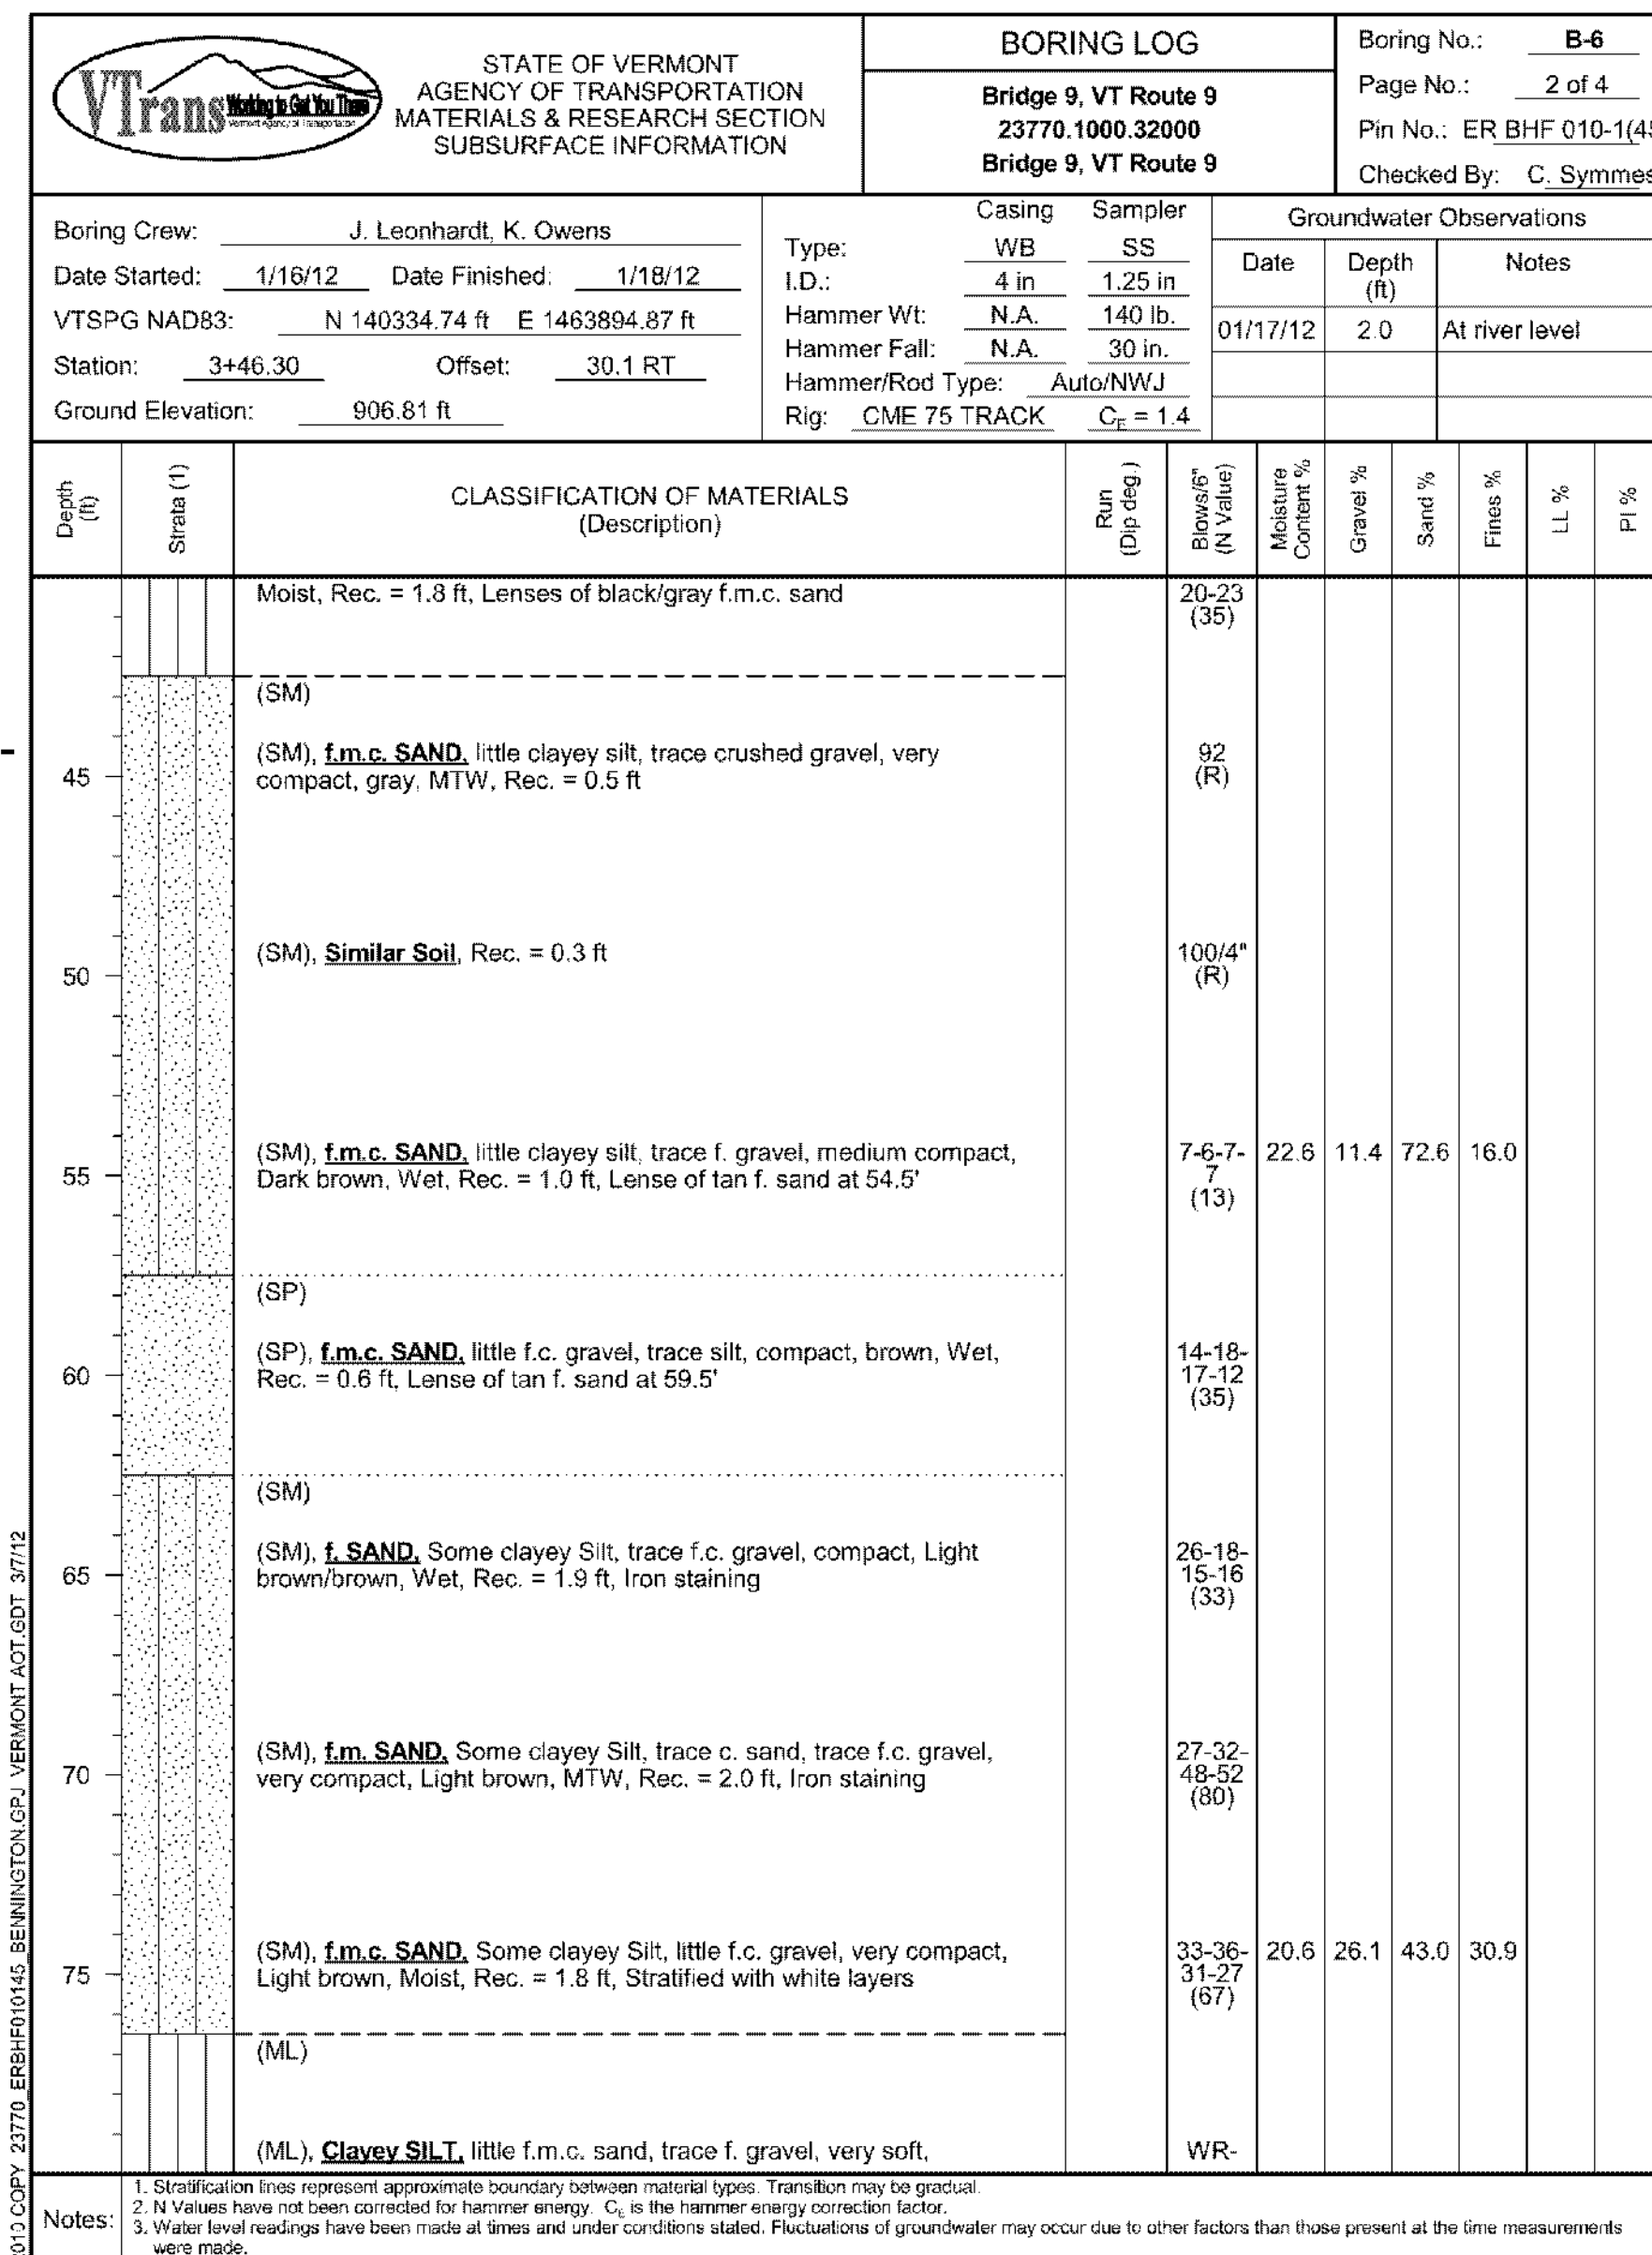 VTrans Working to Get You There
Vermont Agency of Transportation
STATE OF VERMONT
AGENCY OF TRANSPORTATION
MATERIALS & RESEARCH SECTION
SUBSURFACE INFORMATION
BORING LOG
Bridge 9, VT Route 9
23770.1000.32000
Bridge 9, VT Route 9
Boring No.: B-6
Page No.: 2 of 4
Pin No.: ER BHF 010-1(45
Checked By: C. Symmes
Boring Crew: J. Leonhardt, K. Owens
Date Started: 1/16/12 Date Finished: 1/18/12
VTSPG NAD83: N 140334.74 ft E 1463894.87 ft
Station: 3+46.30 Offset: 30.1 RT
Ground Elevation: 906.81 ft
Casing Sampler
Type: WB SS
I.D.: 4 in 1.25 in
Hammer Wt: N.A. 140 lb.
Hammer Fall: N.A. 30 in.
Hammer/Rod Type: Auto/NWJ
Rig: CME 75 TRACK CE = 1.4
Groundwater Observations
Date Depth (ft) Notes
01/17/12 2.0 At river level
Depth (ft)
Strata (1)
CLASSIFICATION OF MATERIALS
(Description)
Run (Dip deg.)
Blows/6" (N Value)
Moisture Content %
Gravel %
Sand %
Fines %
LL %
PI %
Moist, Rec. = 1.8 ft, Lenses of black/gray f.m.c. sand 20-23
(35)
(SM)
(SM), f.m.c. SAND, little clayey silt, trace crushed gravel, very 92
45 compact, gray, MTW, Rec. = 0.5 ft (R)
(SM), Similar Soil, Rec. = 0.3 ft 100/4"
50 (R)
(SM), f.m.c. SAND, little clayey silt, trace f. gravel, medium compact, 7-6-7- 22.6 11.4 72.6 16.0
55 Dark brown, Wet, Rec. = 1.0 ft, Lense of tan f. sand at 54.5' 7
(13)
(SP)
(SP), f.m.c. SAND, little f.c. gravel, trace silt, compact, brown, Wet, 14-18-
60 Rec. = 0.6 ft, Lense of tan f. sand at 59.5' 17-12
(35)
(SM)
(SM), f. SAND, Some clayey Silt, trace f.c. gravel, compact, Light 26-18-
65 brown/brown, Wet, Rec. = 1.9 ft, Iron staining 15-16
(33)
(SM), f.m. SAND, Some clayey Silt, trace c. sand, trace f.c. gravel, 27-32-
70 very compact, Light brown, MTW, Rec. = 2.0 ft, Iron staining 48-52
(80)
(SM), f.m.c. SAND, Some clayey Silt, little f.c. gravel, very compact, 33-36- 20.6 26.1 43.0 30.9
75 Light brown, Moist, Rec. = 1.8 ft, Stratified with white layers 31-27
(67)
(ML)
(ML), Clayey SILT, little f.m.c. sand, trace f. gravel, very soft, WR-
Notes:
1. Stratification lines represent approximate boundary between material types. Transition may be gradual.
2. N Values have not been corrected for hammer energy. CE is the hammer energy correction factor.
3. Water level readings have been made at times and under conditions stated. Fluctuations of groundwater may occur due to other factors than those present at the time measurements
were made.
2010 COPY 23770_ERBHF010145_BENNINGTON.GPJ VERMONT AOT.GDT 3/7/12